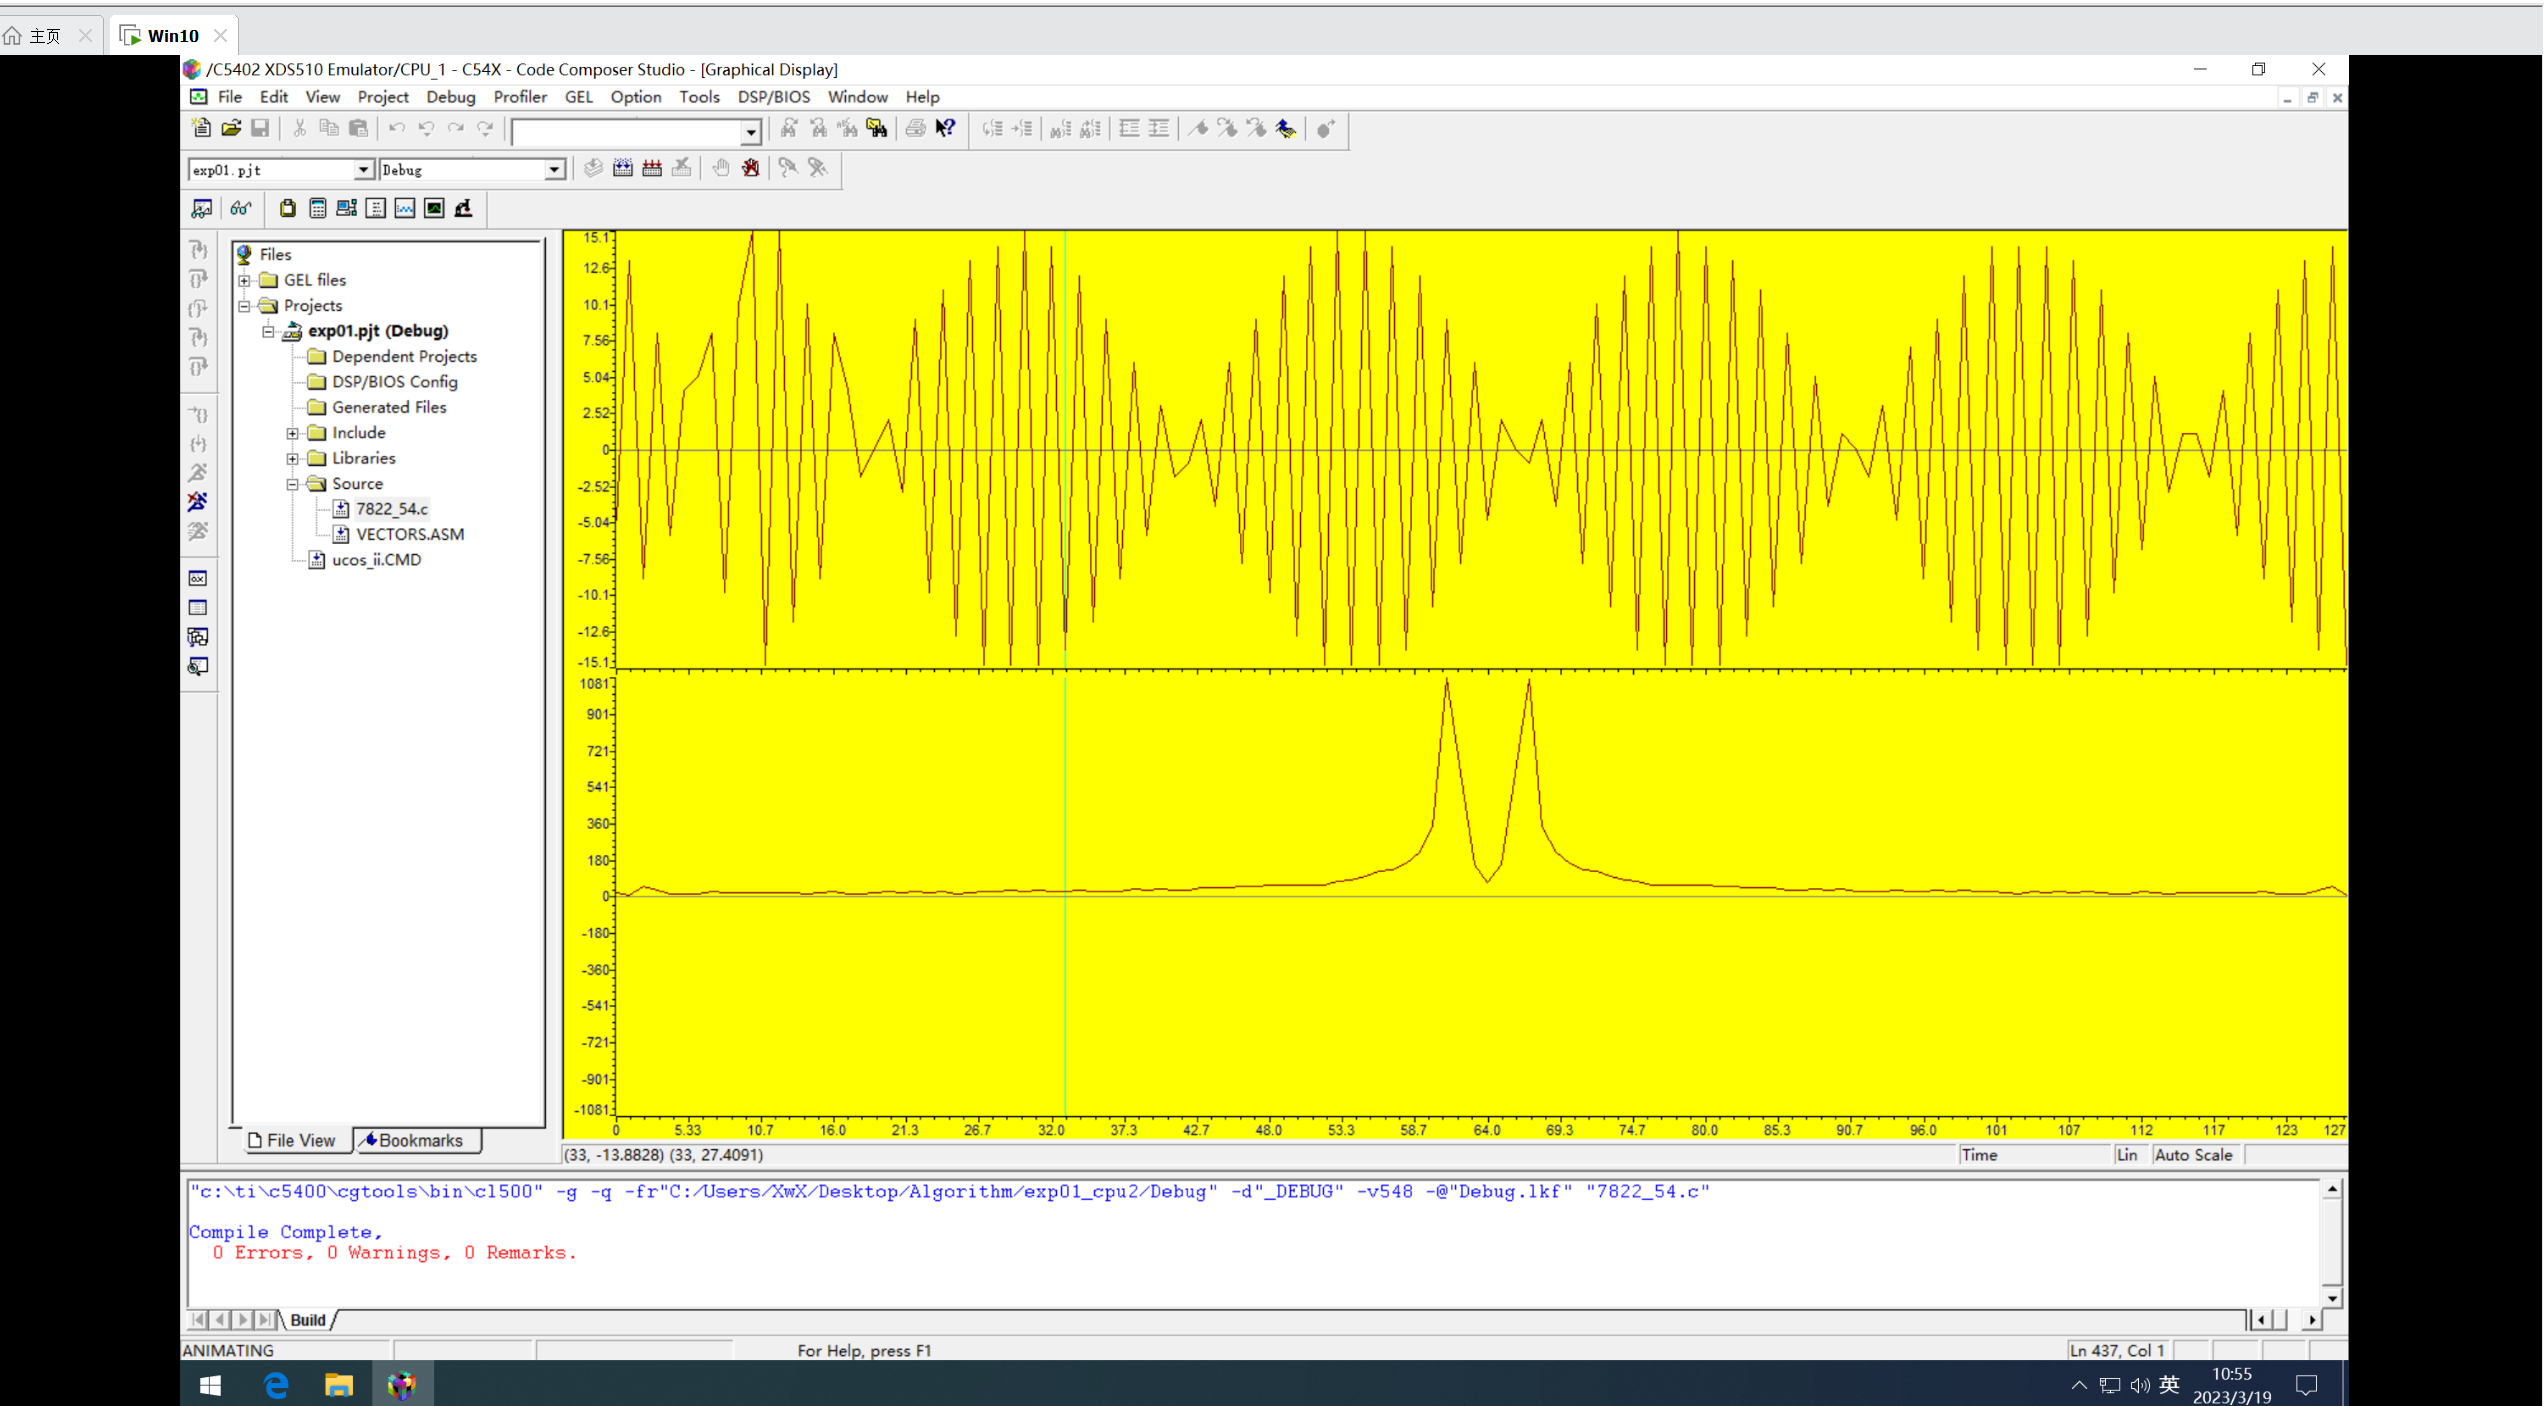 主页
Win10
/C5402 XDS510 Emulator/CPU_1 - C54X - Code Composer Studio - [Graphical Display]
File Edit View Project Debug Profiler GEL Option Tools DSP/BIOS Window Help
exp01.pjt Debug
Files
GEL files
Projects
exp01.pjt (Debug)
Dependent Projects
DSP/BIOS Config
Generated Files
Include
Libraries
Source
7822_54.c
VECTORS.ASM
ucos_ii.CMD
File View Bookmarks
15.1
12.6
10.1
7.56
5.04
2.52
0
-2.52
-5.04
-7.56
-10.1
-12.6
-15.1
1081
901
721
541
360
180
0
-180
-360
-541
-721
-901
-1081
0 5.33 10.7 16.0 21.3 26.7 32.0 37.3 42.7 48.0 53.3 58.7 64.0 69.3 74.7 80.0 85.3 90.7 96.0 101 107 112 117 123 127
(33, -13.8828) (33, 27.4091) Time Lin Auto Scale
"c:\ti\c5400\cgtools\bin\cl500" -g -q -fr"C:/Users/XwX/Desktop/Algorithm/exp01_cpu2/Debug" -d"_DEBUG" -v548 -@"Debug.lkf" "7822_54.c"
Compile Complete,
0 Errors, 0 Warnings, 0 Remarks.
Build
ANIMATING For Help, press F1 Ln 437, Col 1
英
10:55
2023/3/19